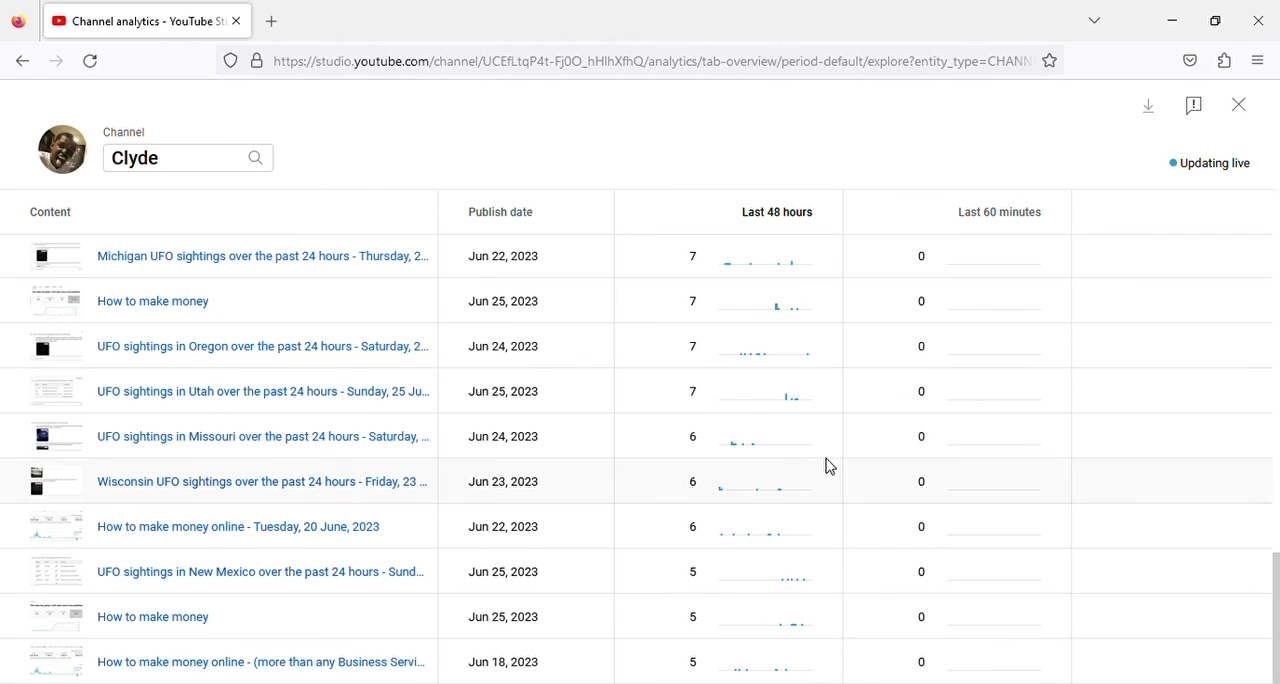 Channel analytics - YouTube St
https://studio.youtube.com/channel/UCEfLtqP4t-Fj0O_hHlhXfhQ/analytics/tab-overview/period-default/explore?entity_type=CHANN
Channel
Clyde
Updating live
Content Publish date Last 48 hours Last 60 minutes
Michigan UFO sightings over the past 24 hours - Thursday, 2... Jun 22, 2023 7 0
How to make money Jun 25, 2023 7 0
UFO sightings in Oregon over the past 24 hours - Saturday, 2... Jun 24, 2023 7 0
UFO sightings in Utah over the past 24 hours - Sunday, 25 Ju... Jun 25, 2023 7 0
UFO sightings in Missouri over the past 24 hours - Saturday, ... Jun 24, 2023 6 0
Wisconsin UFO sightings over the past 24 hours - Friday, 23 ... Jun 23, 2023 6 0
How to make money online - Tuesday, 20 June, 2023 Jun 22, 2023 6 0
UFO sightings in New Mexico over the past 24 hours - Sund... Jun 25, 2023 5 0
How to make money Jun 25, 2023 5 0
How to make money online - (more than any Business Servi... Jun 18, 2023 5 0